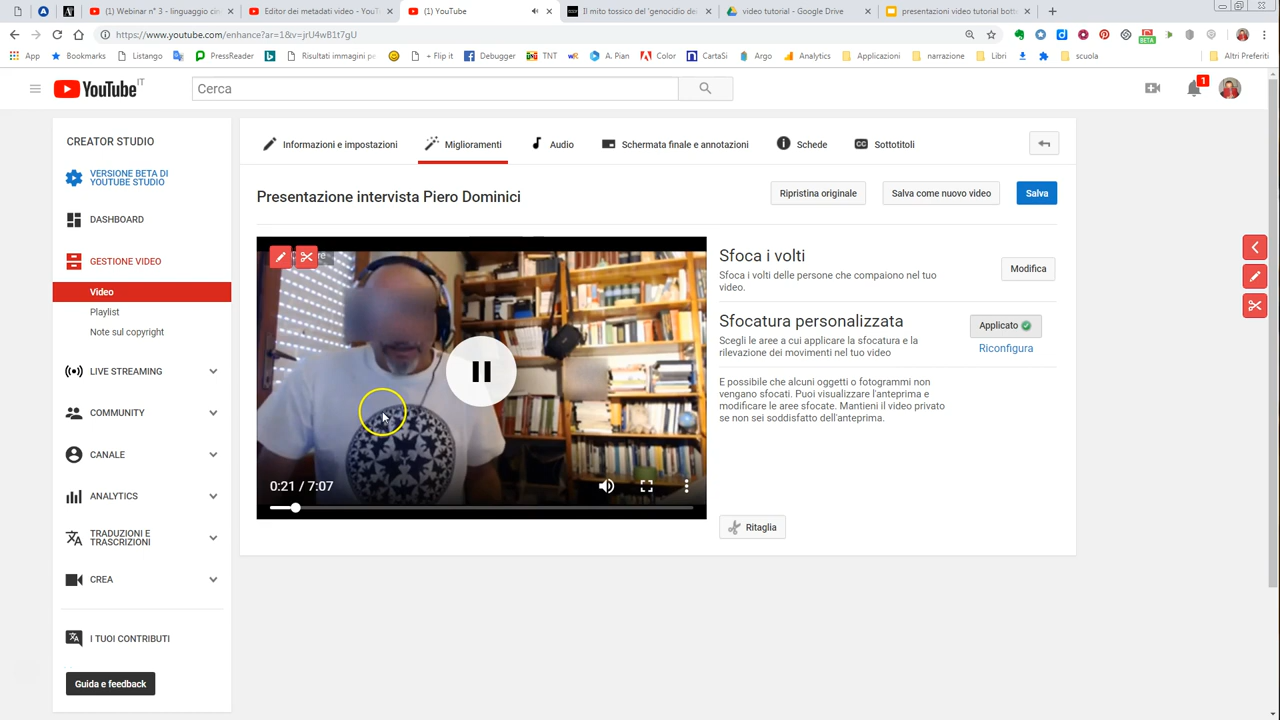 (1) Webinar n° 3 - linguaggio cin
Editor dei metadati video - YouT
(1) YouTube
Il mito tossico del 'genocidio de
video tutorial - Google Drive
presentazioni video tutorial bott
https://www.youtube.com/enhance?ar=1&v=jrU4wB1t7gU
BETA
App
Bookmarks
Listango
PressReader
Risultati immagini pe
+ Flip it
Debugger
TNT
A. Pian
Color
CartaSi
Argo
Analytics
Applicazioni
narrazione
Libri
scuola
Altri Preferiti
YouTube IT
Cerca
1
CREATOR STUDIO
VERSIONE BETA DI
YOUTUBE STUDIO
DASHBOARD
GESTIONE VIDEO
Video
Playlist
Note sul copyright
LIVE STREAMING
COMMUNITY
CANALE
ANALYTICS
TRADUZIONI E
TRASCRIZIONI
CREA
I TUOI CONTRIBUTI
Guida e feedback
Informazioni e impostazioni
Miglioramenti
Audio
Schermata finale e annotazioni
Schede
CC Sottotitoli
Presentazione intervista Piero Dominici
Ripristina originale
Salva come nuovo video
Salva
0:21 / 7:07
Sfoca i volti
Sfoca i volti delle persone che compaiono nel tuo
video.
Modifica
Sfocatura personalizzata
Scegli le aree a cui applicare la sfocatura e la
rilevazione dei movimenti nel tuo video
Applicato
Riconfigura
È possibile che alcuni oggetti o fotogrammi non
vengano sfocati. Puoi visualizzare l'anteprima e
modificare le aree sfocate. Mantieni il video privato
se non sei soddisfatto dell'anteprima.
Ritaglia